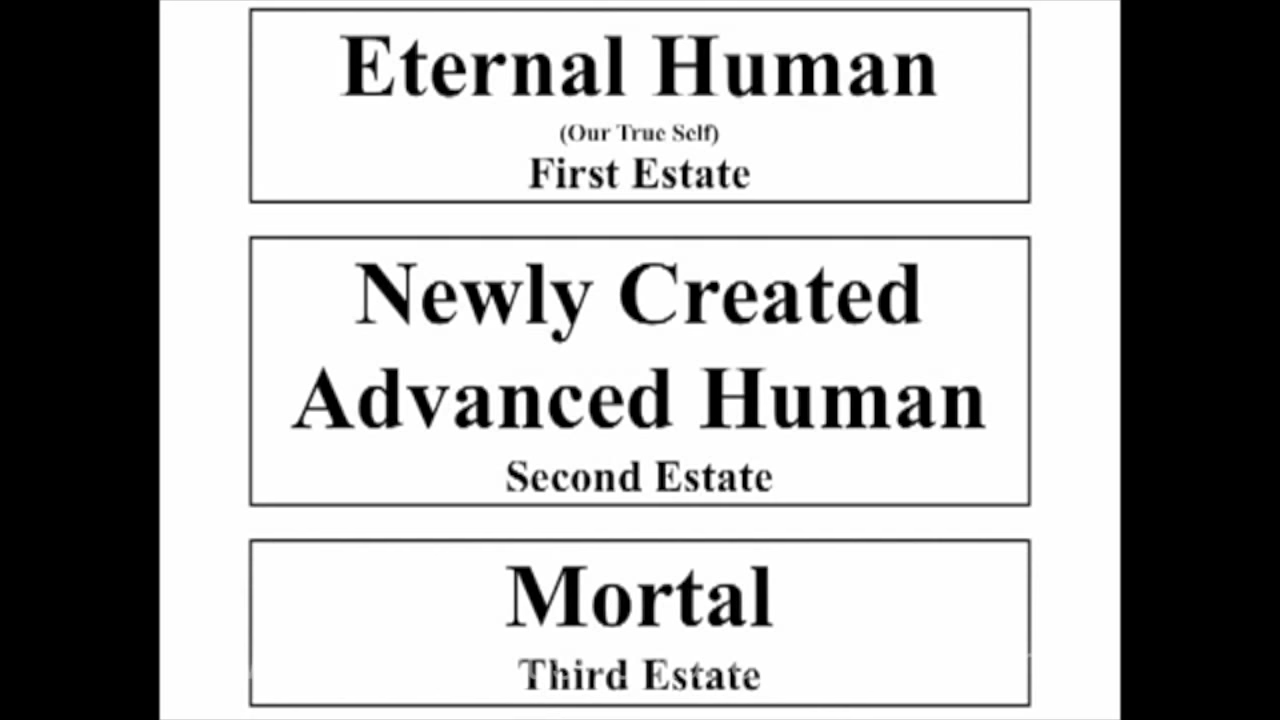 Eternal Human
(Our True Self)
First Estate
Newly Created
Advanced Human
Second Estate
Mortal
Third Estate